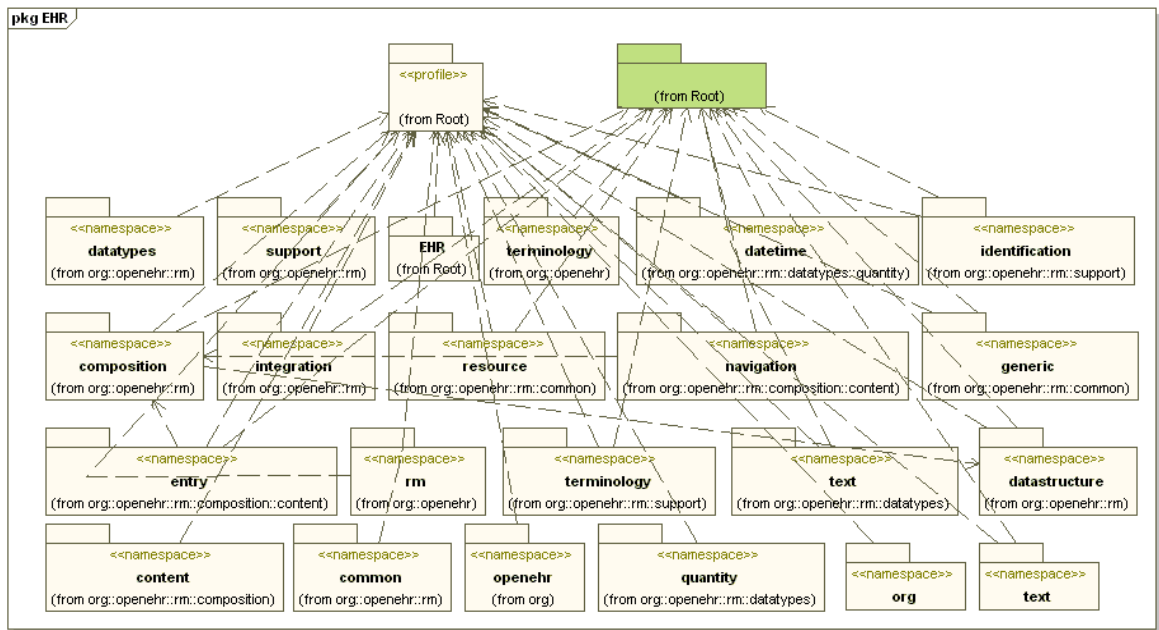 pkg EHR
<<profile>>
(from Root)
(from Root)
<<namespace>>
datatypes
(from org::openehr::rm)
<<namespace>>
support
(from org::openehr::rm)
EHR
(from Root)
<<namespace>>
terminology
(from org::openehr)
<<namespace>>
datetime
(from org::openehr::rm::datatypes::quantity)
<<namespace>>
identification
(from org::openehr::rm::support)
<<namespace>>
composition
(from org::openehr::rm)
<<namespace>>
integration
(from org::openehr::rm)
<<namespace>>
resource
(from org::openehr::rm::common)
<<namespace>>
navigation
(from org::openehr::rm::composition::content)
<<namespace>>
generic
(from org::openehr::rm::common)
<<namespace>>
entry
(from org::openehr::rm::composition::content)
<<namespace>>
rm
(from org::openehr)
<<namespace>>
terminology
(from org::openehr::rm::support)
<<namespace>>
text
(from org::openehr::rm::datatypes)
<<namespace>>
datastructure
(from org::openehr::rm)
<<namespace>>
content
(from org::openehr::rm::composition)
<<namespace>>
common
(from org::openehr::rm)
<<namespace>>
openehr
(from org)
<<namespace>>
quantity
(from org::openehr::rm::datatypes)
<<namespace>>
org
<<namespace>>
text